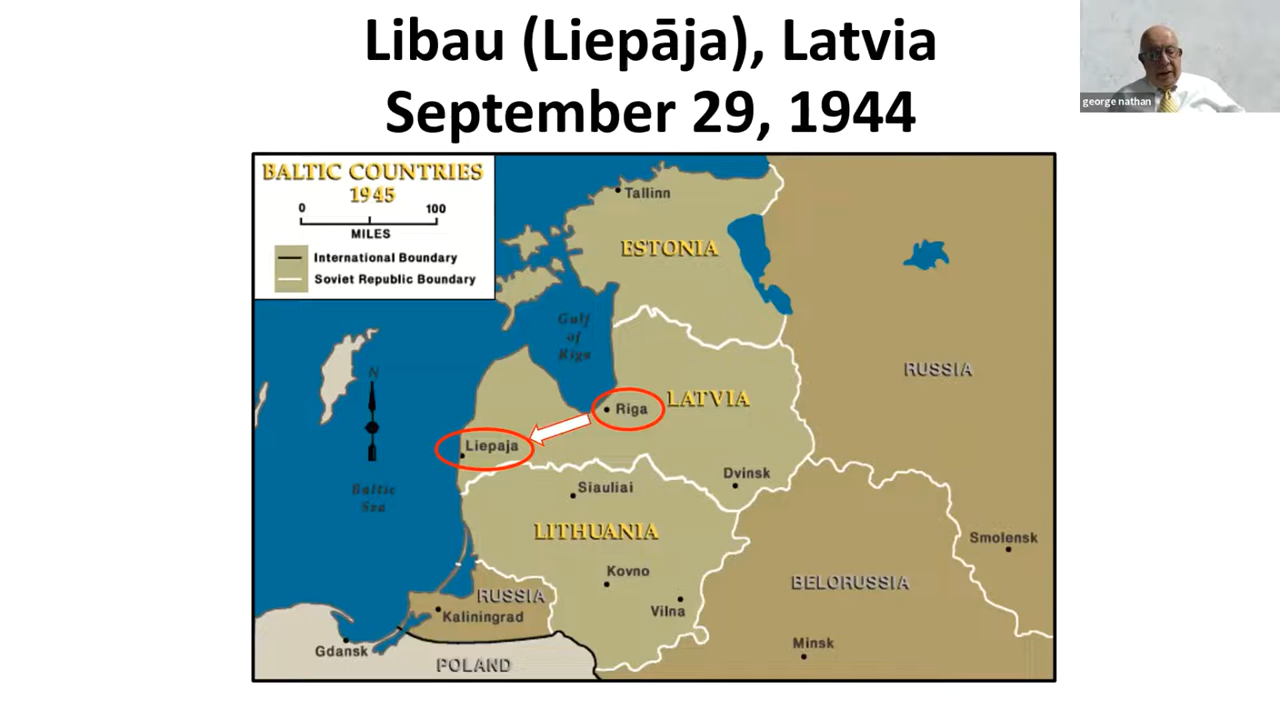 Libau (Liepāja), Latvia
September 29, 1944
george nathan
BALTIC COUNTRIES
1945
0 100
MILES
International Boundary
Soviet Republic Boundary
Tallinn
ESTONIA
Gulf
of
Riga
RUSSIA
N
Riga
LATVIA
Liepaja
Dvinsk
Baltic
Sea
Siauliai
LITHUANIA
Smolensk
Kovno
BELORUSSIA
RUSSIA
Vilna
Kaliningrad
Minsk
Gdansk
POLAND